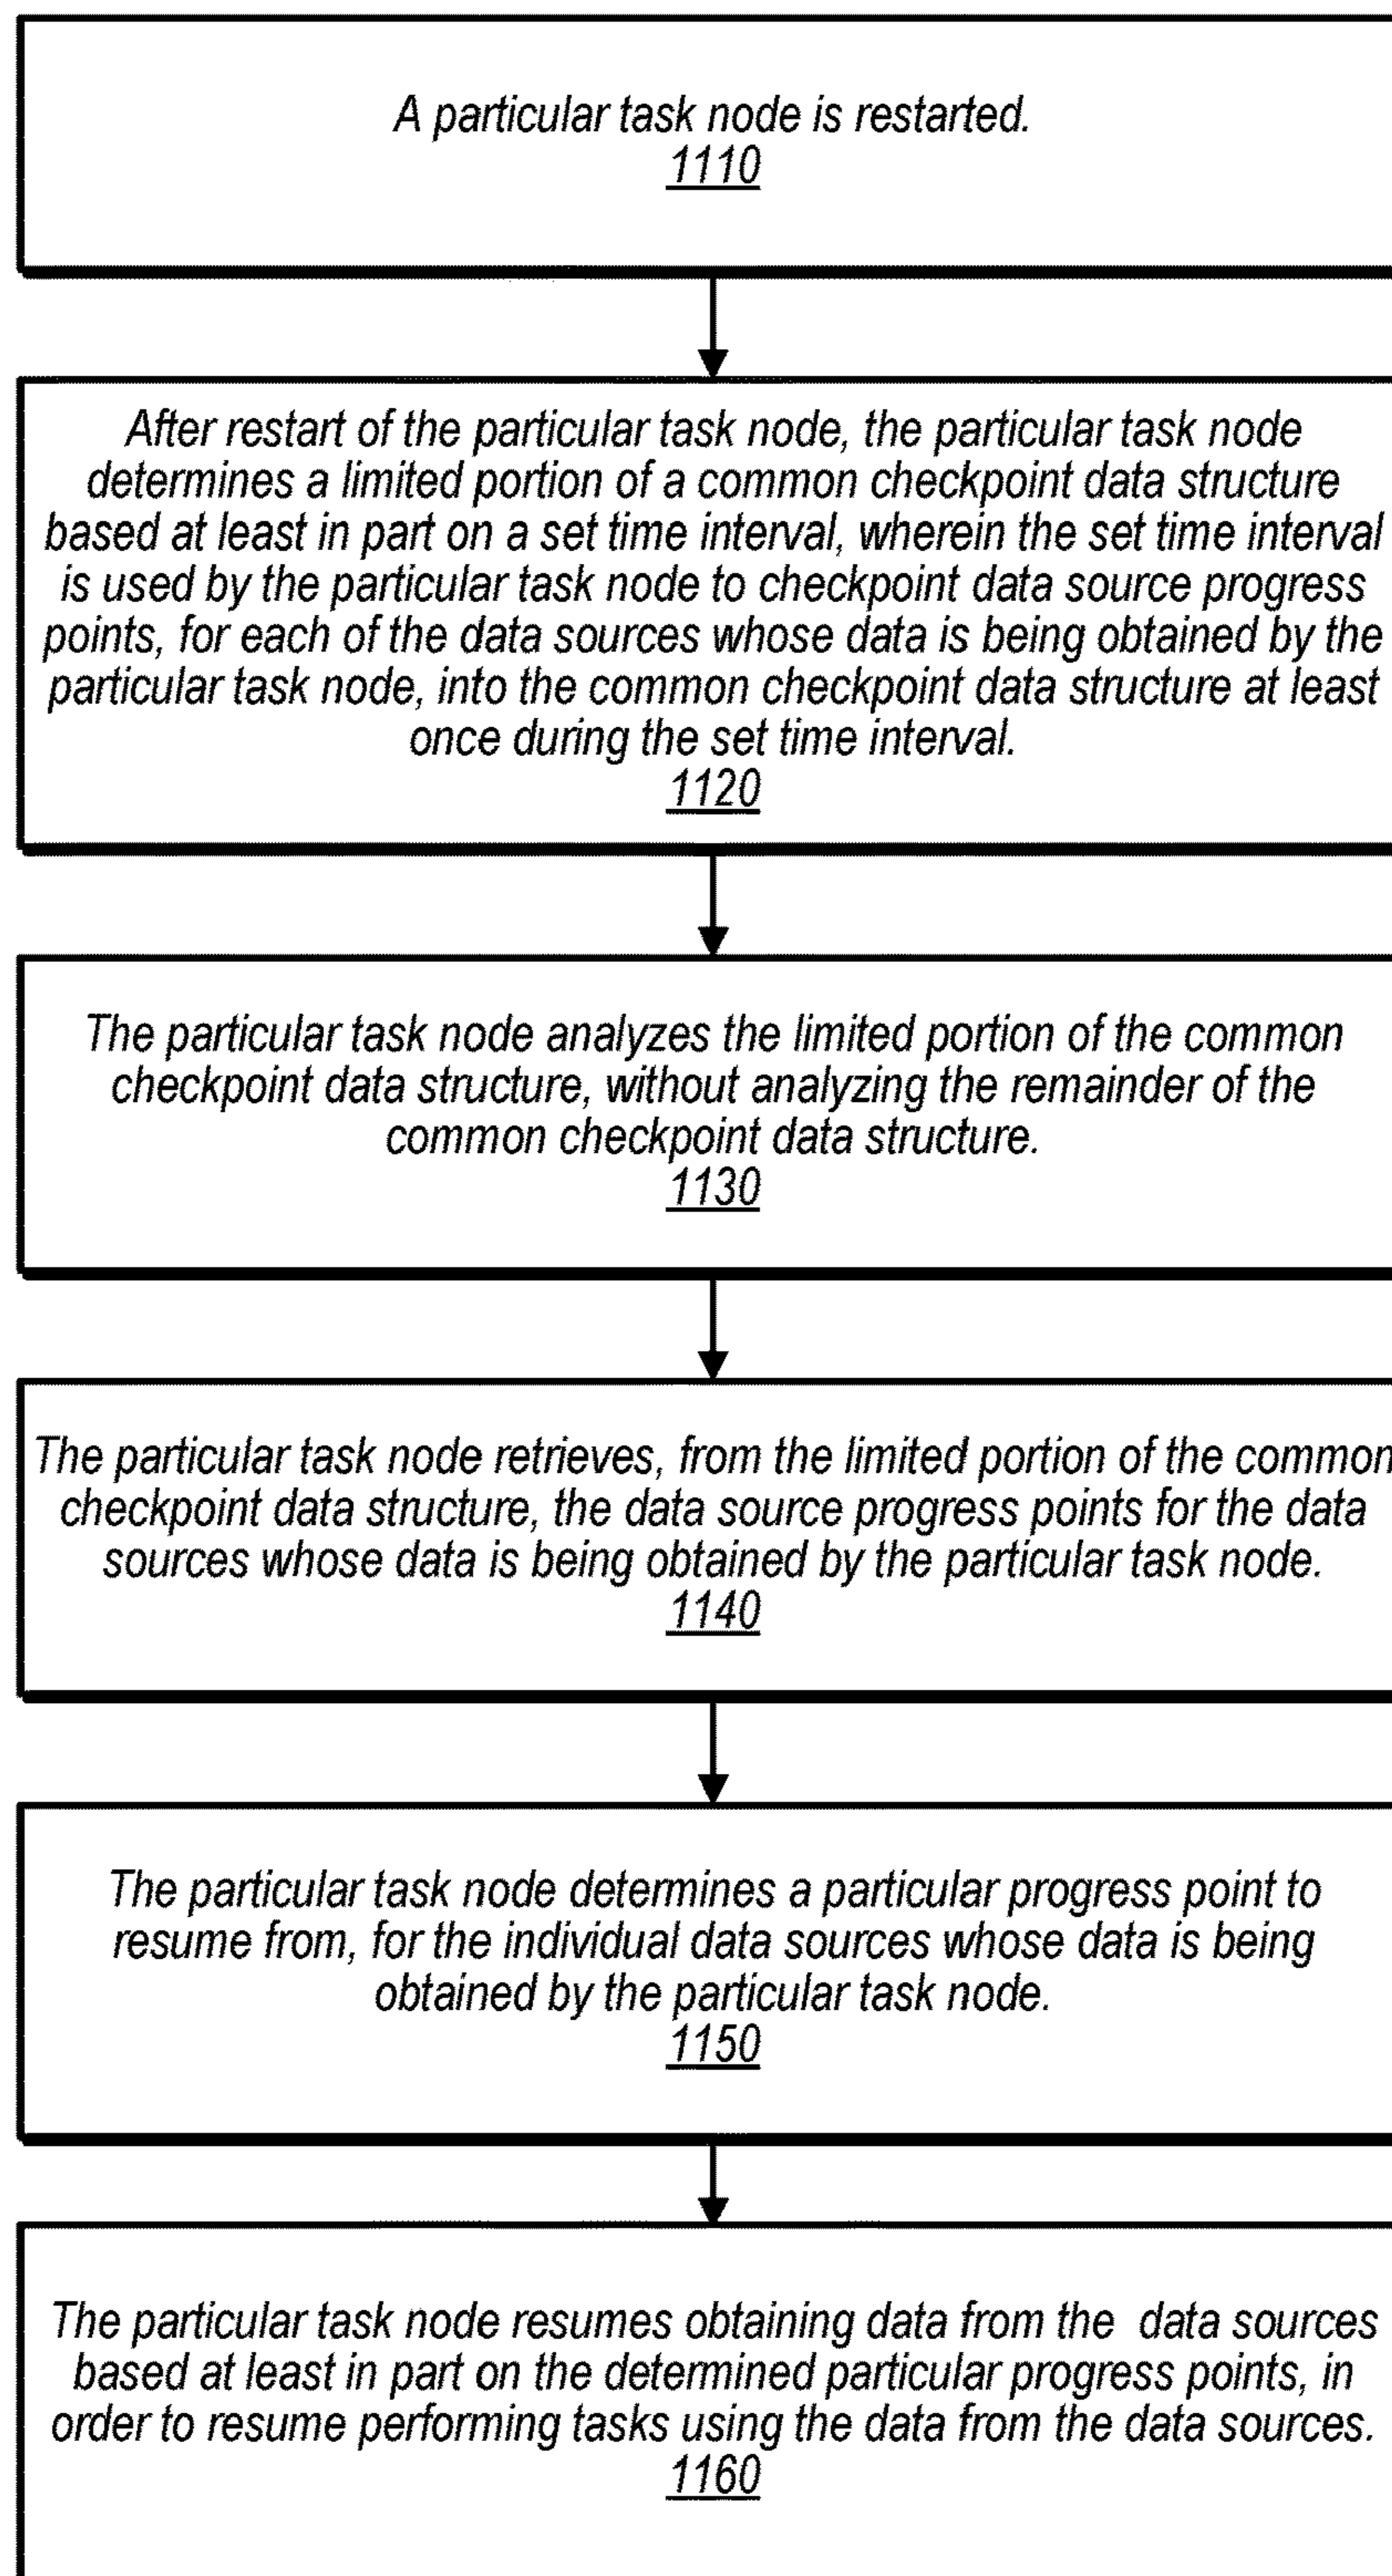 A particular task node is restarted.
1110
After restart of the particular task node, the particular task node
determines a limited portion of a common checkpoint data structure
based at least in part on a set time interval, wherein the set time interval
is used by the particular task node to checkpoint data source progress
points, for each of the data sources whose data is being obtained by the
particular task node, into the common checkpoint data structure at least
once during the set time interval.
1120
The particular task node analyzes the limited portion of the common
checkpoint data structure, without analyzing the remainder of the
common checkpoint data structure.
1130
The particular task node retrieves, from the limited portion of the common
checkpoint data structure, the data source progress points for the data
sources whose data is being obtained by the particular task node.
1140
The particular task node determines a particular progress point to
resume from, for the individual data sources whose data is being
obtained by the particular task node.
1150
The particular task node resumes obtaining data from the  data sources
based at least in part on the determined particular progress points, in
order to resume performing tasks using the data from the data sources.
1160